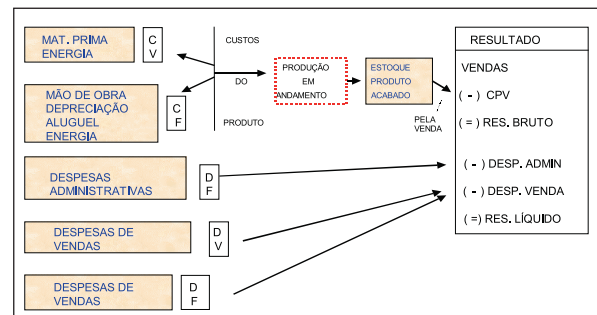 MAT. PRIMA
ENERGIA
C
V
MÃO DE OBRA
DEPRECIAÇÃO
ALUGUEL
ENERGIA
C
F
CUSTOS
DO
PRODUTO
PRODUÇÃO
EM
ANDAMENTO
ESTOQUE
PRODUTO
ACABADO
PELA
VENDA
DESPESAS
ADMINISTRATIVAS
D
F
DESPESAS DE
VENDAS
D
V
DESPESAS DE
VENDAS
D
F
RESULTADO
VENDAS
( - ) CPV
( = ) RES. BRUTO
( - ) DESP. ADMIN
( - ) DESP. VENDA
( =) RES. LÍQUIDO